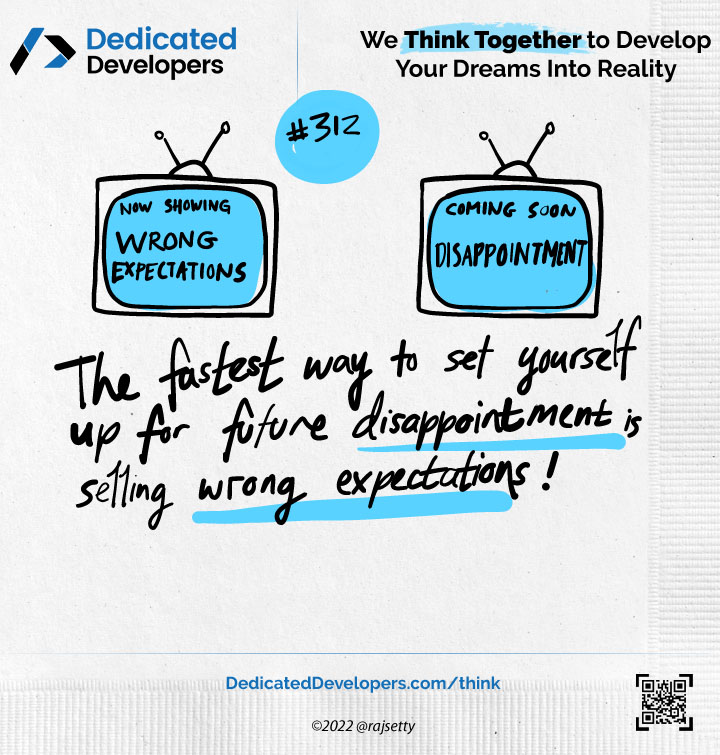 Dedicated
Developers
We Think Together to Develop
Your Dreams Into Reality
#312
NOW SHOWING
WRONG
EXPECTATIONS
COMING SOON
DISAPPOINTMENT
The fastest way to set yourself
up for future disappointment is
selling wrong expectations!
DedicatedDevelopers.com/think
©2022 @rajsetty